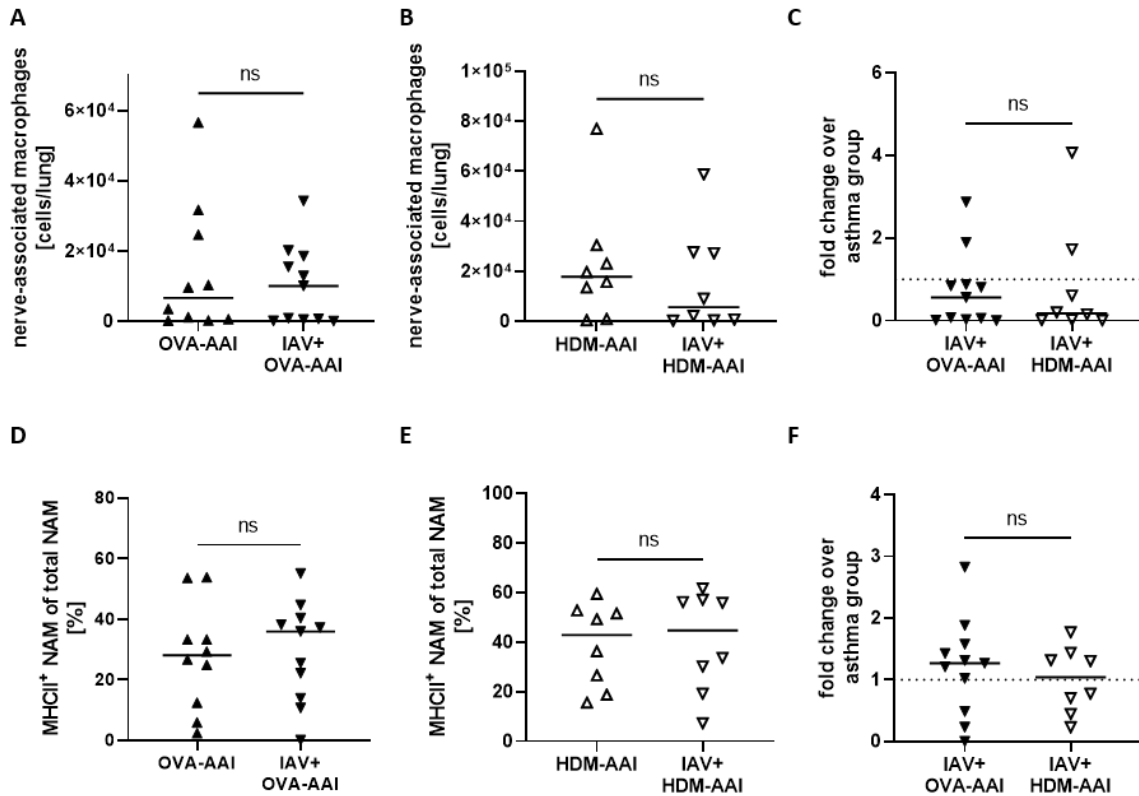 A
nerve-associated macrophages
[cells/lung]
6×10⁴
4×10⁴
2×10⁴
0
ns
OVA-AAI
IAV+
OVA-AAI
B
nerve-associated macrophages
[cells/lung]
1×10⁵
8×10⁴
6×10⁴
4×10⁴
2×10⁴
0
ns
HDM-AAI
IAV+
HDM-AAI
C
fold change over
asthma group
6
4
2
0
ns
IAV+
OVA-AAI
IAV+
HDM-AAI
D
MHCII⁺ NAM of total NAM
[%]
80
60
40
20
0
ns
OVA-AAI
IAV+
OVA-AAI
E
MHCII⁺ NAM of total NAM
[%]
100
80
60
40
20
0
ns
HDM-AAI
IAV+
HDM-AAI
F
fold change over
asthma group
4
3
2
1
0
ns
IAV+
OVA-AAI
IAV+
HDM-AAI